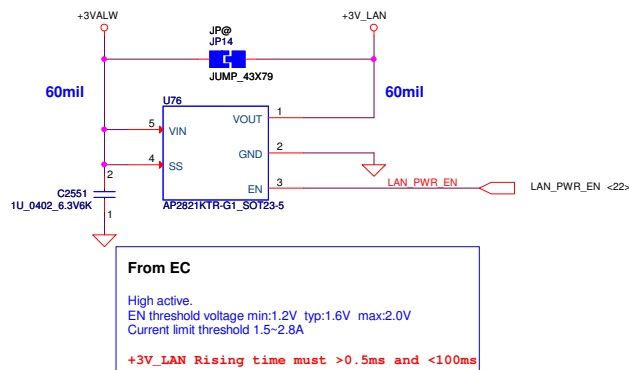 +3VALW
+3V_LAN
JP@
JP14
JUMP_43X79
60mil
60mil
U76
5
VIN
VOUT
1
4
SS
GND
2
EN
3
LAN_PWR_EN
LAN_PWR_EN <22>
2
C2551
1U_0402_6.3V6K
1
AP2821KTR-G1_SOT23-5
From EC
High active.
EN threshold voltage min:1.2V typ:1.6V max:2.0V
Current limit threshold 1.5~2.8A
+3V_LAN Rising time must >0.5ms and <100ms